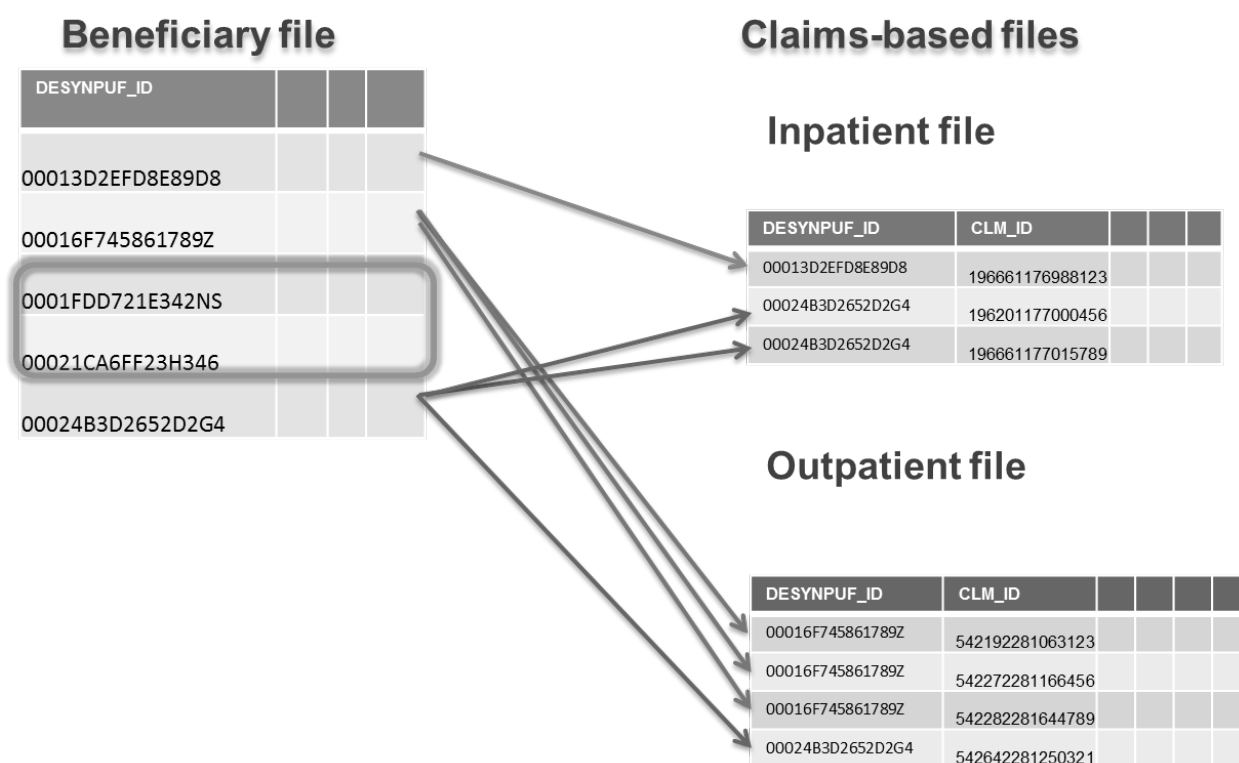 Beneficiary file
DESYNPUF_ID
00013D2EFD8E89D8
00016F745861789Z
0001FDD721E342NS
00021CA6FF23H346
00024B3D2652D2G4
Claims-based files
Inpatient file
DESYNPUF_ID CLM_ID
00013D2EFD8E89D8 196661176988123
00024B3D2652D2G4 196201177000456
00024B3D2652D2G4 196661177015789
Outpatient file
DESYNPUF_ID CLM_ID
00016F745861789Z 542192281063123
00016F745861789Z 542272281166456
00016F745861789Z 542282281644789
00024B3D2652D2G4 542642281250321